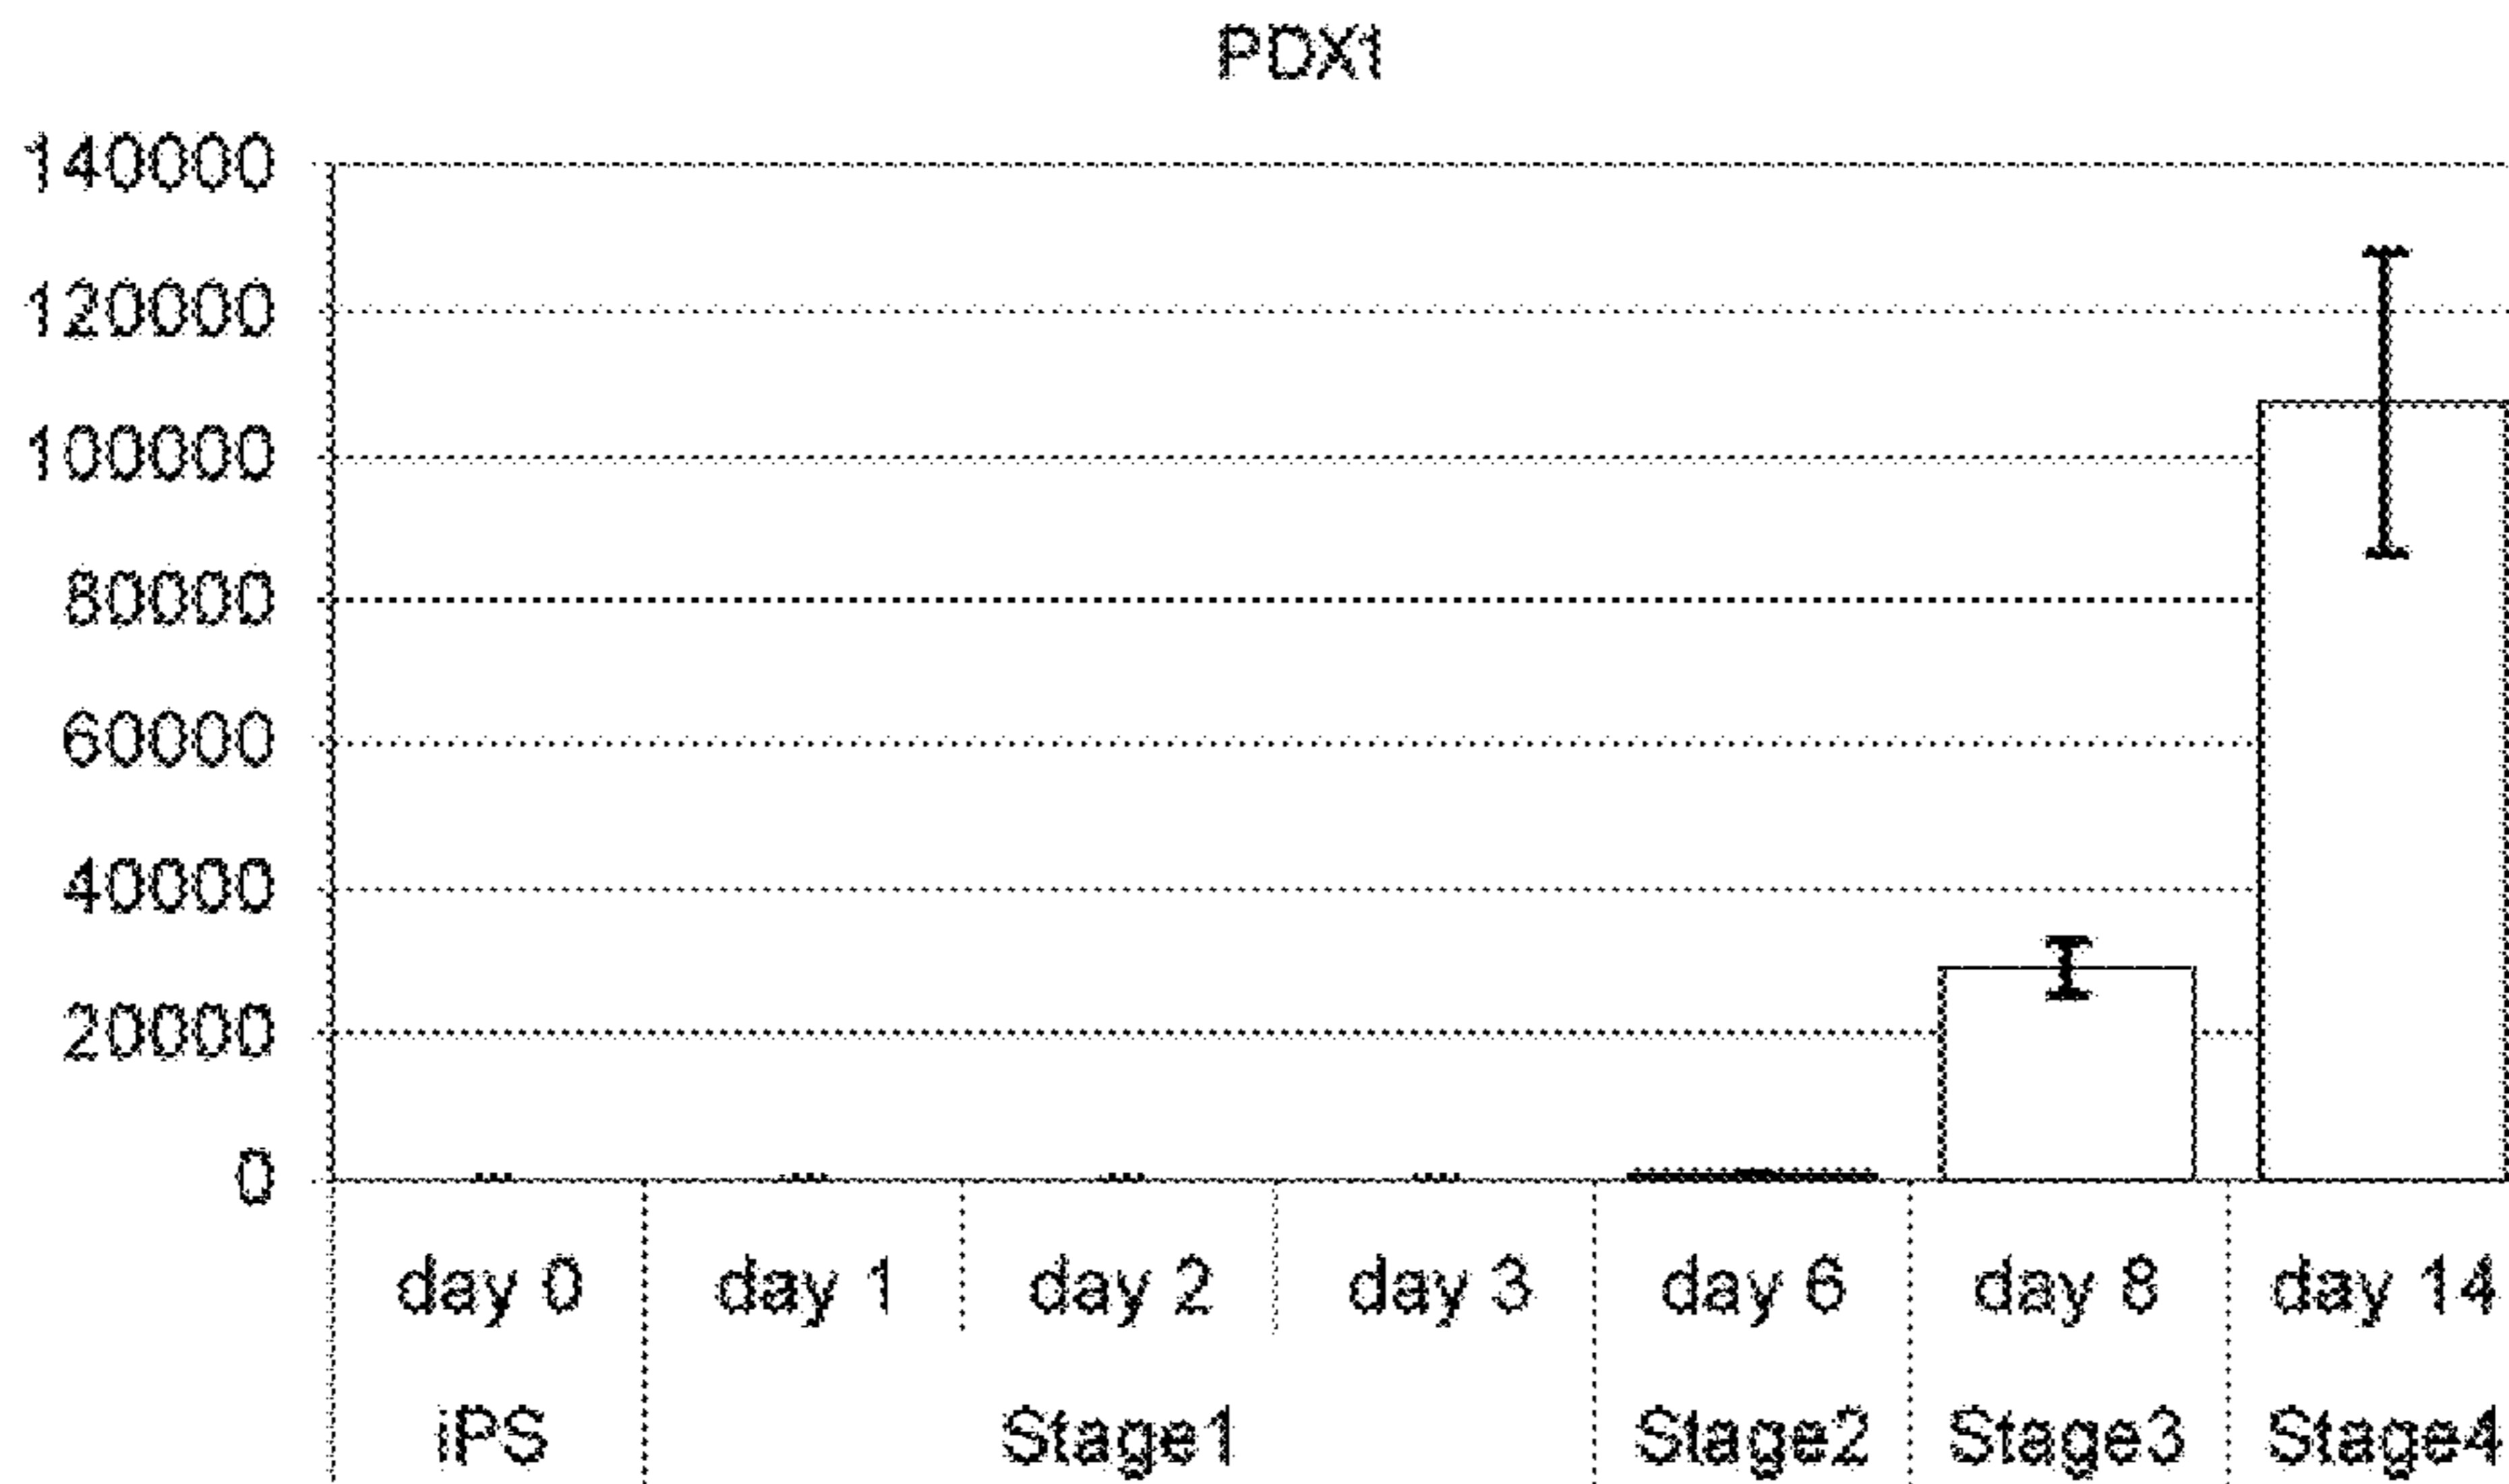 PDX1
140000
120000
100000
80000
60000
40000
20000
0
day 0 day 1 day 2 day 3 day 6 day 8 day 14
iPS Stage1 Stage2 Stage3 Stage4